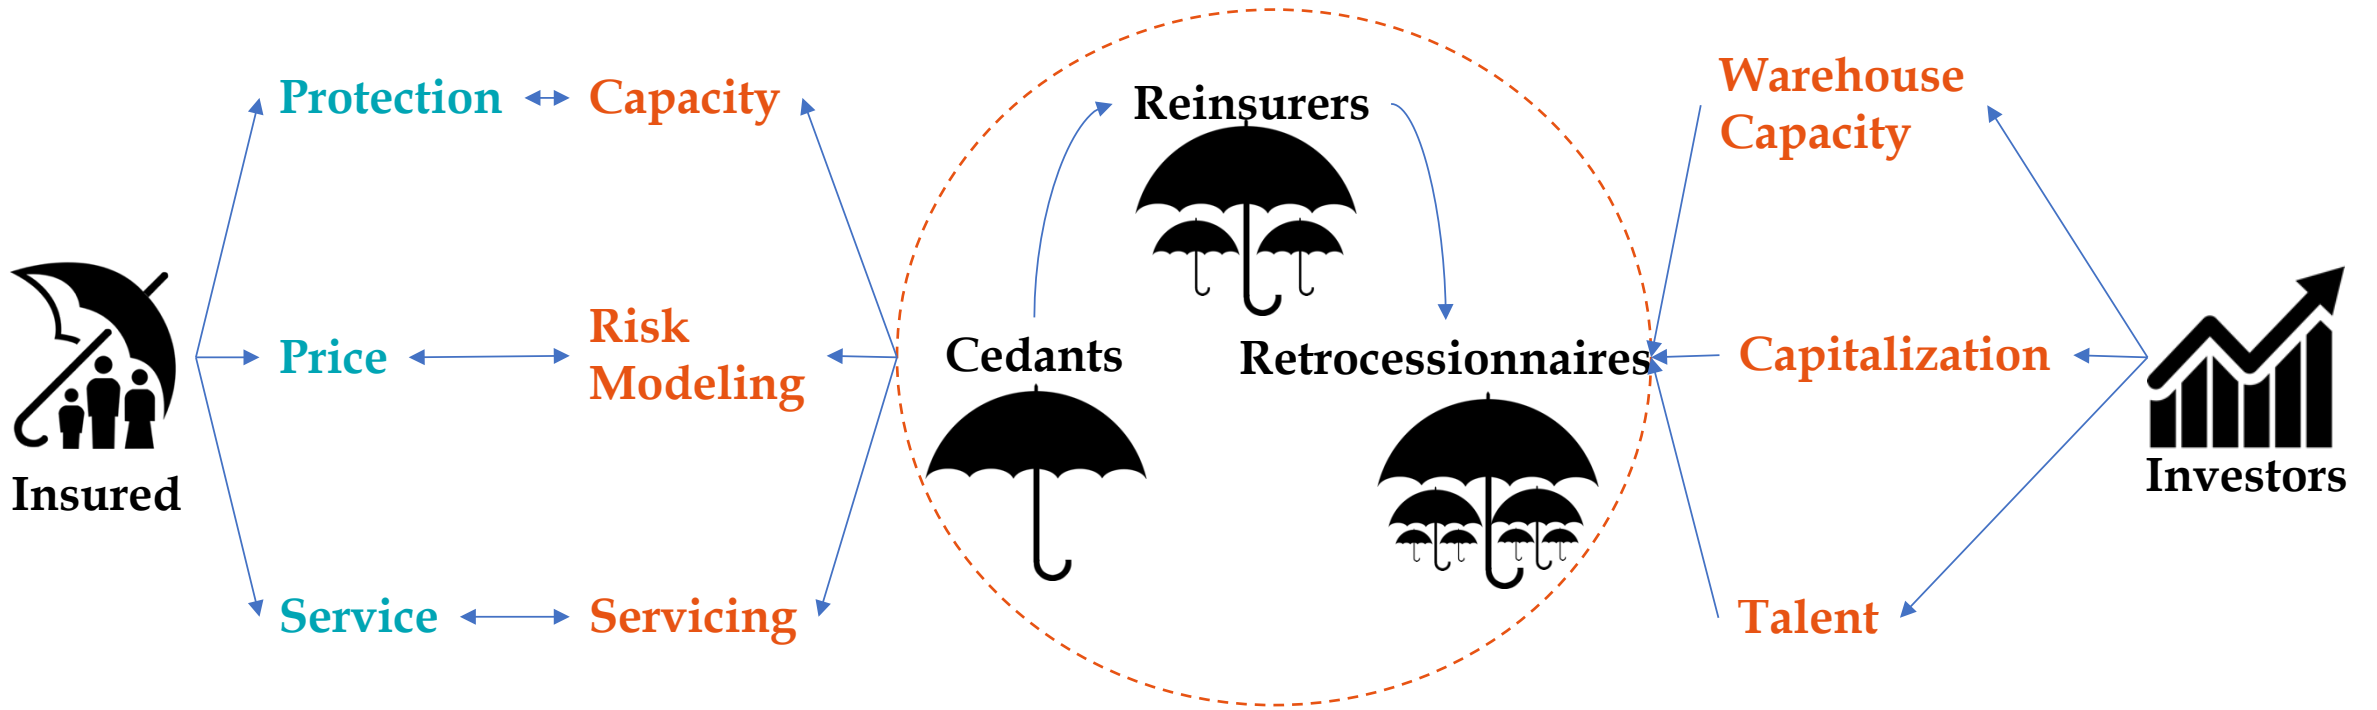 Protection
Capacity
Price
Risk
Modeling
Service
Servicing
Insured
Reinsurers
Cedants
Retrocessionnaires
Warehouse
Capacity
Capitalization
Talent
Investors